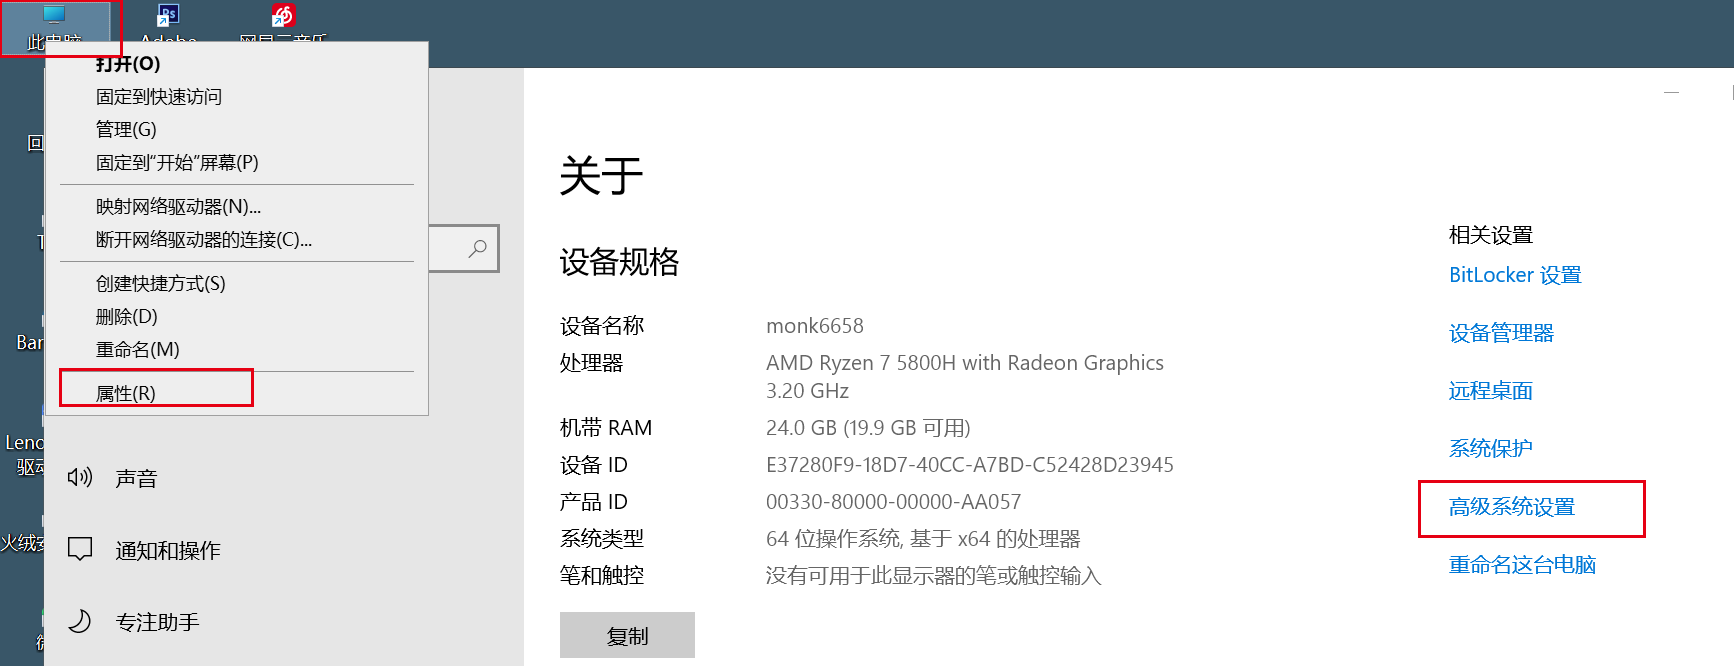 此电脑
Adobe
网易云音乐
打开(O)
固定到快速访问
管理(G)
固定到“开始”屏幕(P)
映射网络驱动器(N)...
断开网络驱动器的连接(C)...
创建快捷方式(S)
删除(D)
重命名(M)
属性(R)
回
Ban
Leno
驱动
火绒安
声音
通知和操作
专注助手
关于
设备规格
设备名称 monk6658
处理器 AMD Ryzen 7 5800H with Radeon Graphics
3.20 GHz
机带 RAM 24.0 GB (19.9 GB 可用)
设备 ID E37280F9-18D7-40CC-A7BD-C52428D23945
产品 ID 00330-80000-00000-AA057
系统类型 64 位操作系统, 基于 x64 的处理器
笔和触控 没有可用于此显示器的笔或触控输入
复制
相关设置
BitLocker 设置
设备管理器
远程桌面
系统保护
高级系统设置
重命名这台电脑